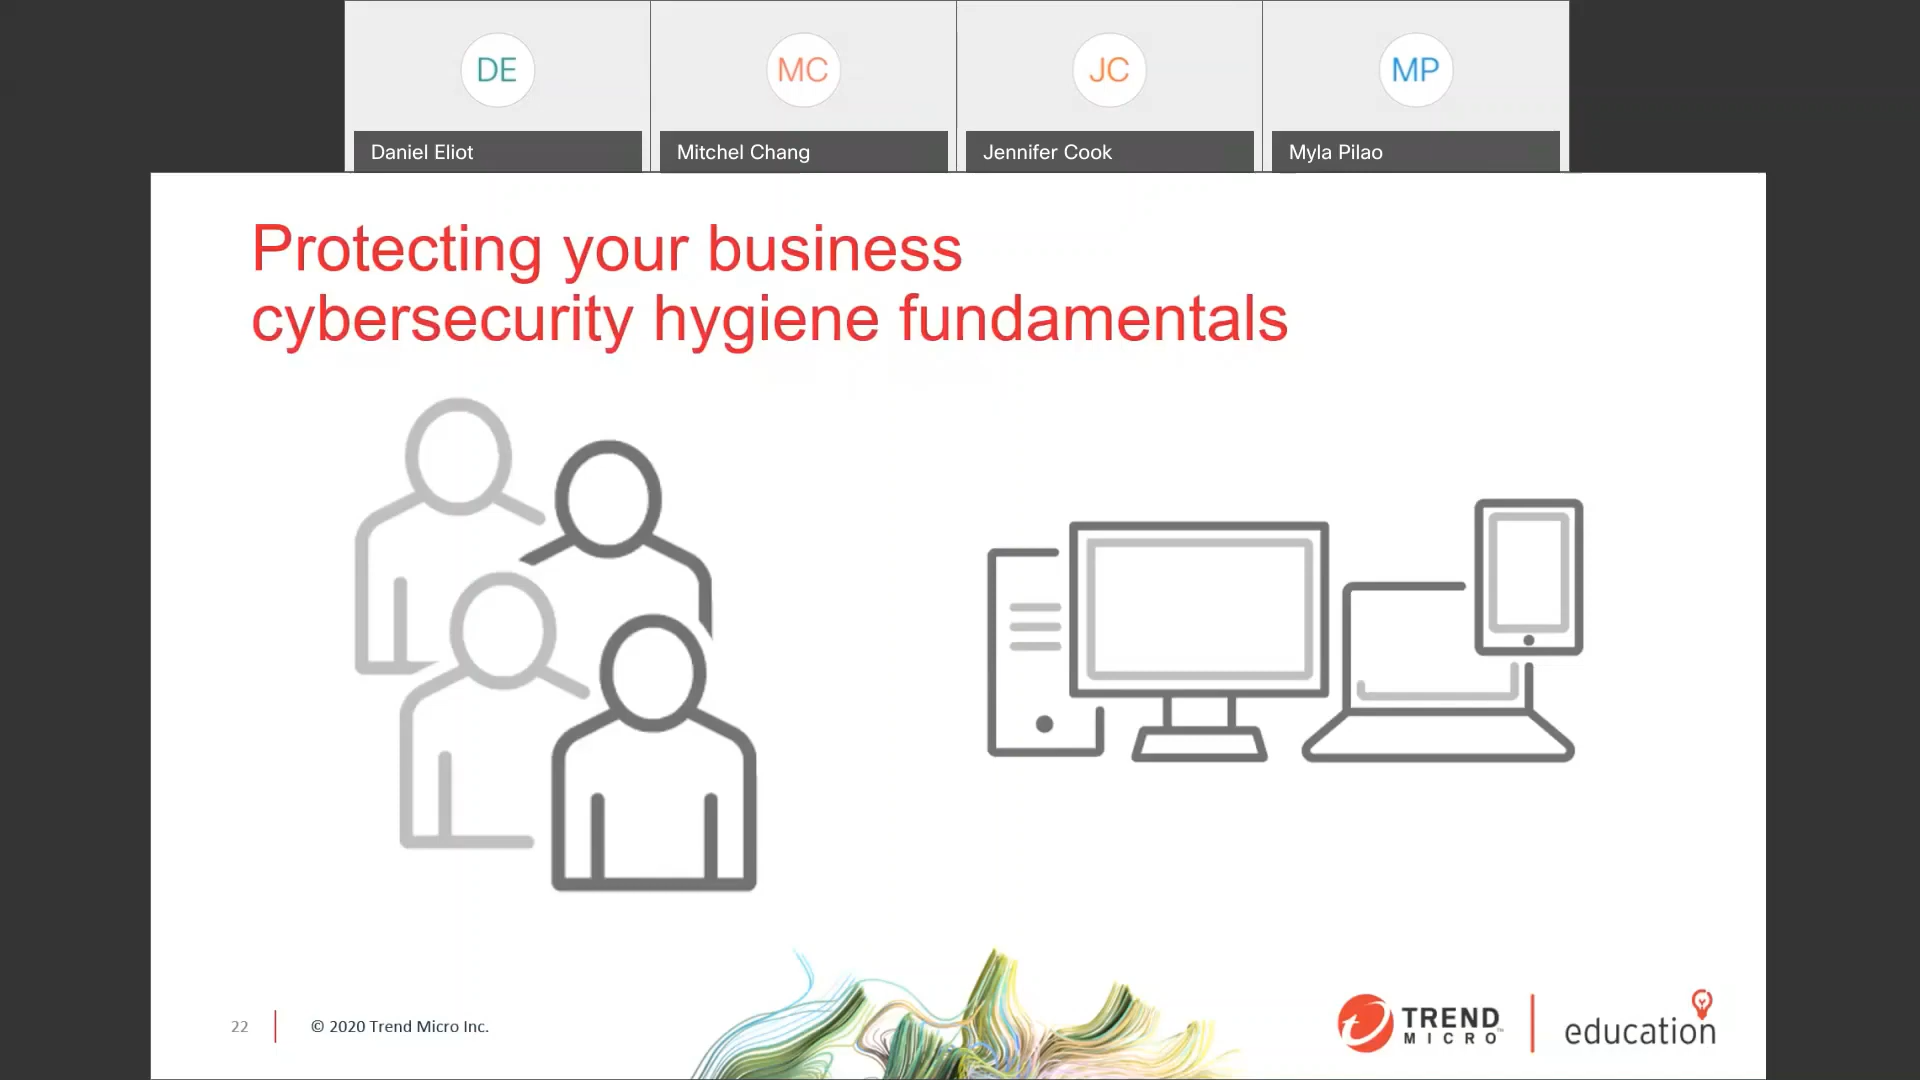 DE
MC
JC
MP
Daniel Eliot
Mitchel Chang
Jennifer Cook
Myla Pilao
Protecting your business
cybersecurity hygiene fundamentals
22
© 2020 Trend Micro Inc.
TREND
MICRO™
education